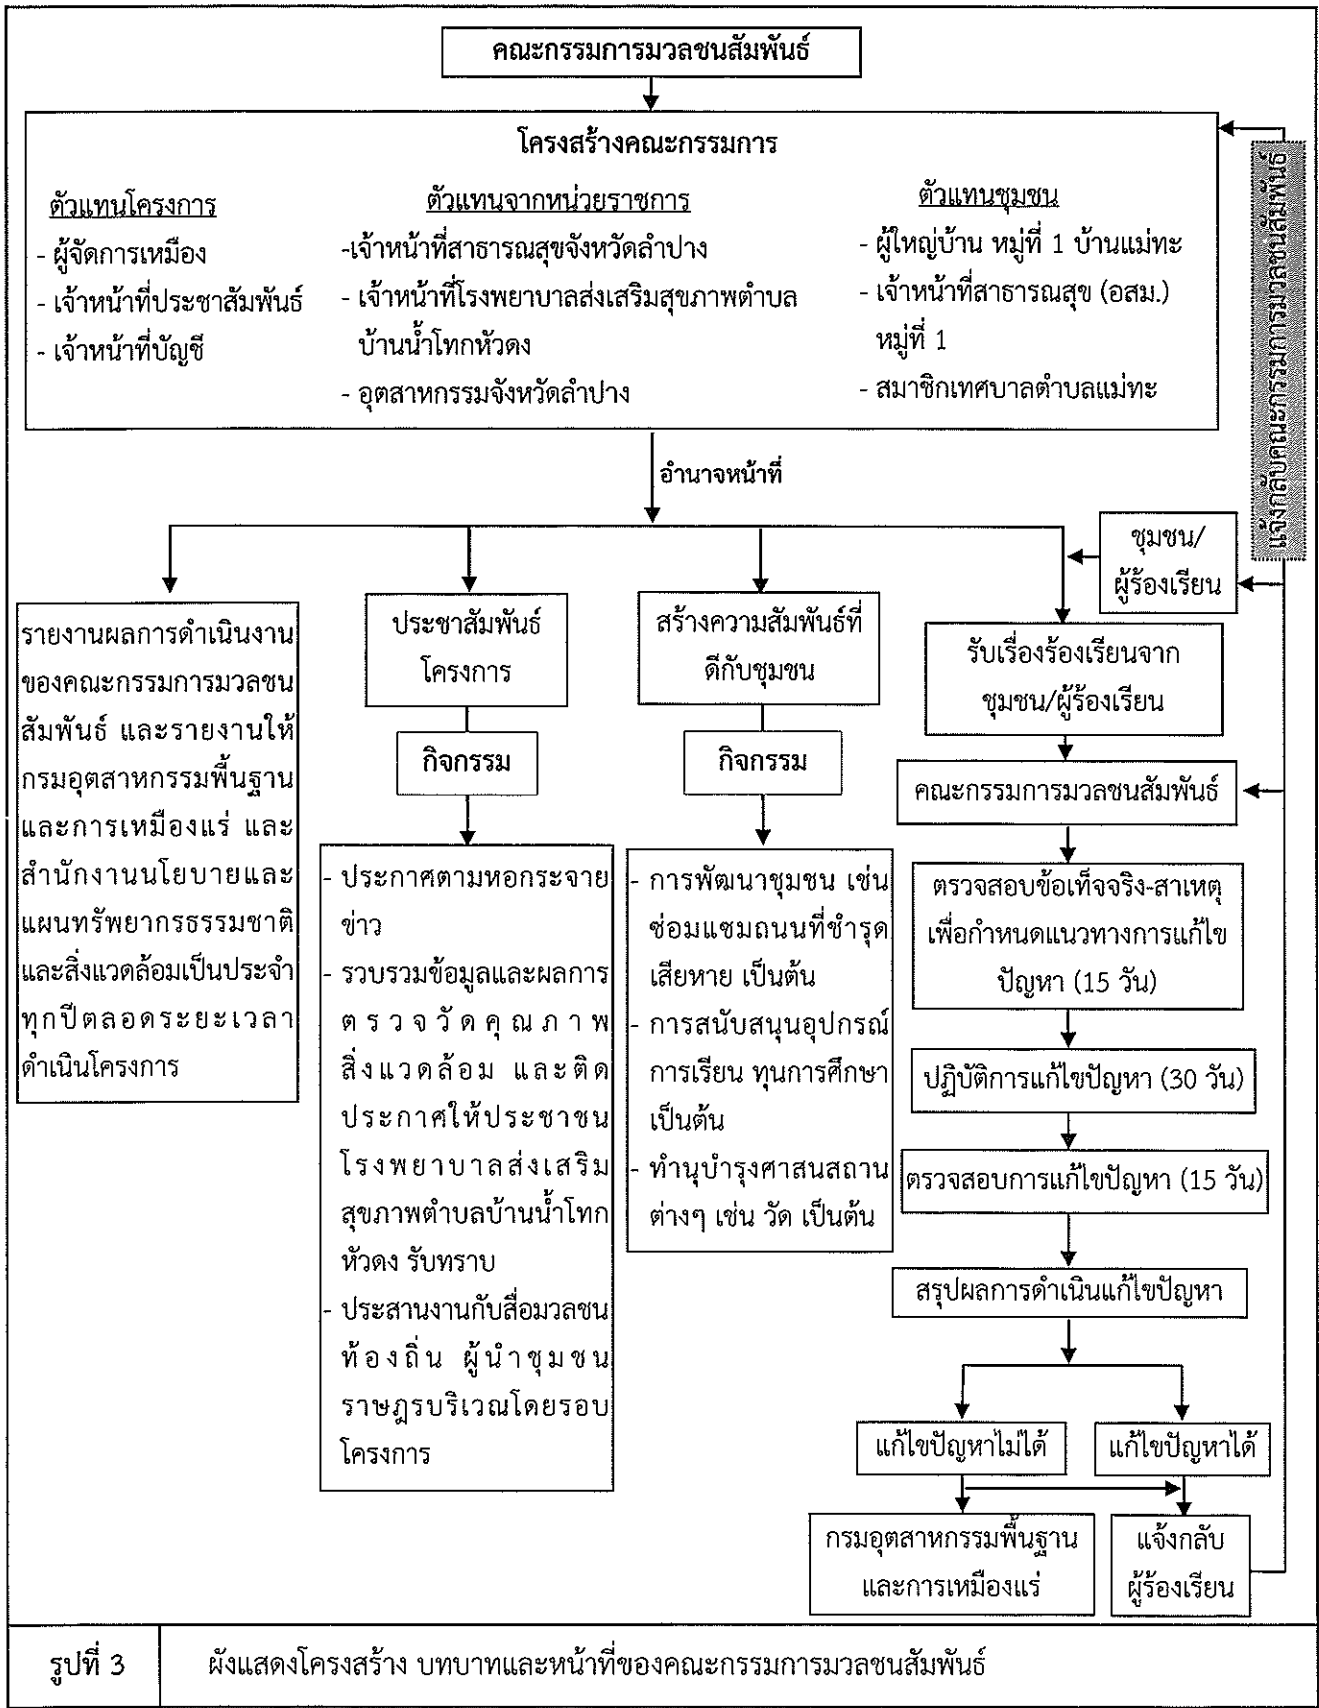 คณะกรรมการมวลชนสัมพันธ์
โครงสร้างคณะกรรมการ
ตัวแทนโครงการ
- ผู้จัดการเหมือง
- เจ้าหน้าที่ประชาสัมพันธ์
- เจ้าหน้าที่บัญชี
ตัวแทนจากหน่วยราชการ
-เจ้าหน้าที่สาธารณสุขจังหวัดลำปาง
- เจ้าหน้าที่โรงพยาบาลส่งเสริมสุขภาพตำบล
บ้านน้ำโทกหัวดง
- อุตสาหกรรมจังหวัดลำปาง
ตัวแทนชุมชน
- ผู้ใหญ่บ้าน หมู่ที่ 1 บ้านแม่ทะ
- เจ้าหน้าที่สาธารณสุข (อสม.)
หมู่ที่ 1
- สมาชิกเทศบาลตำบลแม่ทะ
แจ้งกลับคณะกรรมการมวลชนสัมพันธ์
อำนาจหน้าที่
ชุมชน/
ผู้ร้องเรียน
รายงานผลการดำเนินงาน
ของคณะกรรมการมวลชน
สัมพันธ์ และรายงานให้
กรมอุตสาหกรรมพื้นฐาน
และการเหมืองแร่ และ
สำนักงานนโยบายและ
แผนทรัพยากรธรรมชาติ
และสิ่งแวดล้อมเป็นประจำ
ทุกปีตลอดระยะเวลา
ดำเนินโครงการ
ประชาสัมพันธ์
โครงการ
กิจกรรม
- ประกาศตามหอกระจาย
ข่าว
- รวบรวมข้อมูลและผลการ
ตรวจวัดคุณภาพ
สิ่งแวดล้อม และติด
ประกาศให้ประชาชน
โรงพยาบาลส่งเสริม
สุขภาพตำบลบ้านน้ำโทก
หัวดง รับทราบ
- ประสานงานกับสื่อมวลชน
ท้องถิ่น ผู้นำชุมชน
ราษฎรบริเวณโดยรอบ
โครงการ
สร้างความสัมพันธ์ที่
ดีกับชุมชน
กิจกรรม
- การพัฒนาชุมชน เช่น
ซ่อมแซมถนนที่ชำรุด
เสียหาย เป็นต้น
- การสนับสนุนอุปกรณ์
การเรียน ทุนการศึกษา
เป็นต้น
- ทำนุบำรุงศาสนสถาน
ต่างๆ เช่น วัด เป็นต้น
รับเรื่องร้องเรียนจาก
ชุมชน/ผู้ร้องเรียน
คณะกรรมการมวลชนสัมพันธ์
ตรวจสอบข้อเท็จจริง-สาเหตุ
เพื่อกำหนดแนวทางการแก้ไข
ปัญหา (15 วัน)
ปฏิบัติการแก้ไขปัญหา (30 วัน)
ตรวจสอบการแก้ไขปัญหา (15 วัน)
สรุปผลการดำเนินแก้ไขปัญหา
แก้ไขปัญหาไม่ได้
แก้ไขปัญหาได้
กรมอุตสาหกรรมพื้นฐาน
และการเหมืองแร่
แจ้งกลับ
ผู้ร้องเรียน
รูปที่ 3
ผังแสดงโครงสร้าง บทบาทและหน้าที่ของคณะกรรมการมวลชนสัมพันธ์